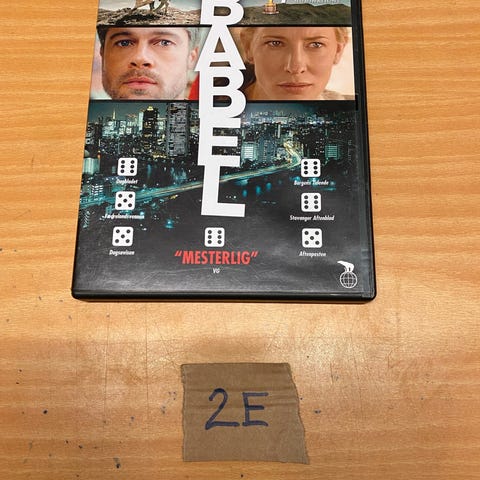 BABEL
Dagbladet
Fædrelandsvennen
Dagsavisen
Bergens Tidende
Stavanger Aftenblad
Aftenposten
"MESTERLIG"
VG
2E